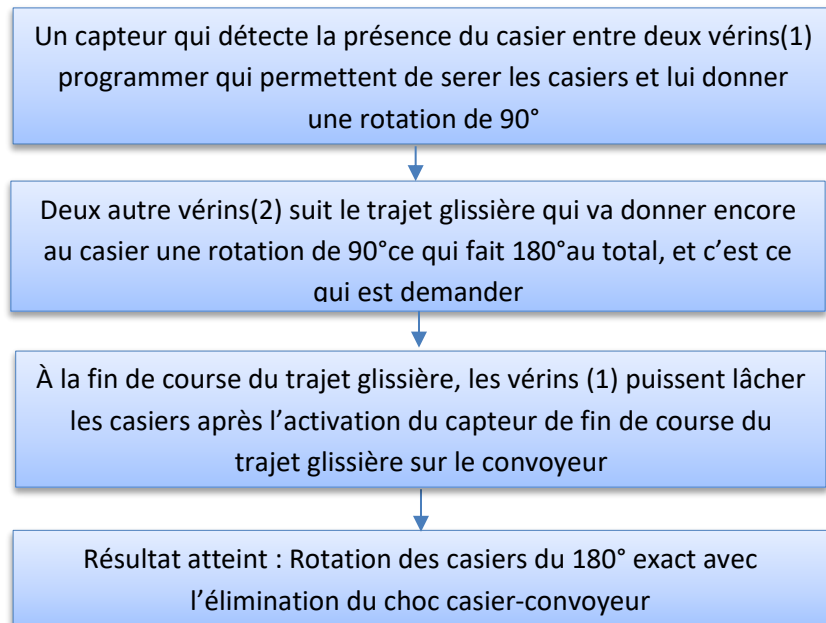 Un capteur qui détecte la présence du casier entre deux vérins(1)
programmer qui permettent de serer les casiers et lui donner
une rotation de 90°
Deux autre vérins(2) suit le trajet glissière qui va donner encore
au casier une rotation de 90°ce qui fait 180°au total, et c’est ce
qui est demander
À la fin de course du trajet glissière, les vérins (1) puissent lâcher
les casiers après l’activation du capteur de fin de course du
trajet glissière sur le convoyeur
Résultat atteint : Rotation des casiers du 180° exact avec
l’élimination du choc casier-convoyeur